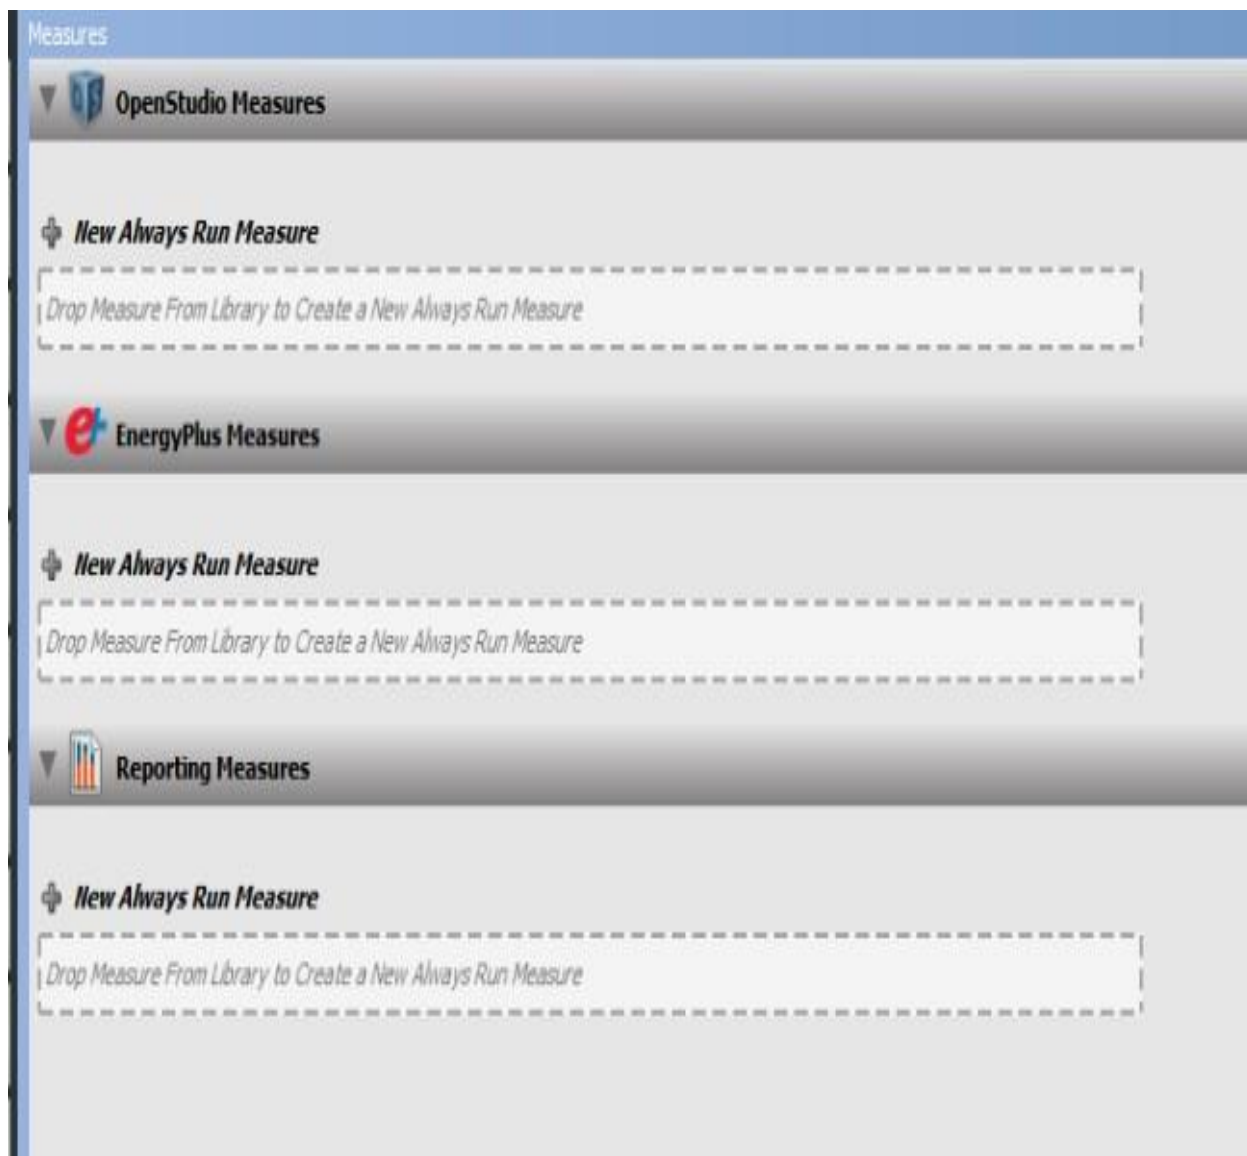 Measures
OpenStudio Measures
New Always Run Measure
Drop Measure From Library to Create a New Always Run Measure
EnergyPlus Measures
New Always Run Measure
Drop Measure From Library to Create a New Always Run Measure
Reporting Measures
New Always Run Measure
Drop Measure From Library to Create a New Always Run Measure